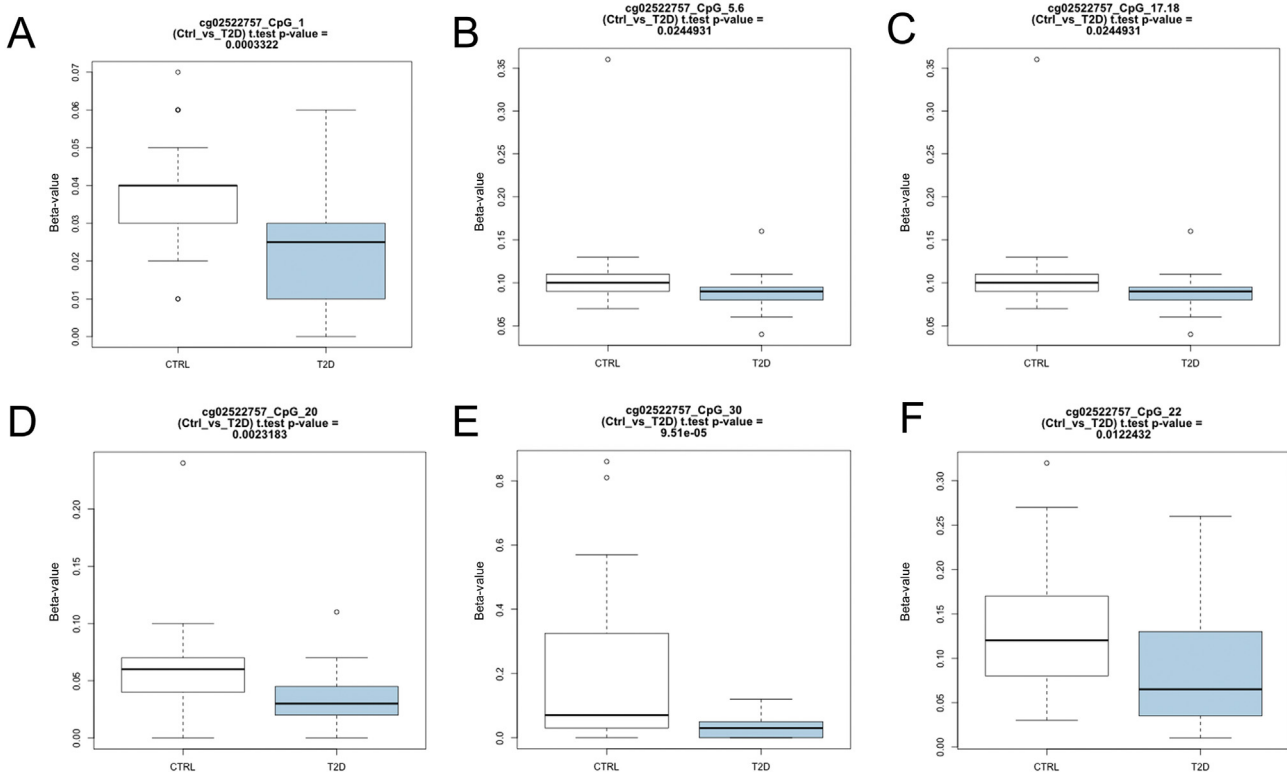 A
cg02522757_CpG_1
(Ctrl_vs_T2D) t.test p-value =
0.0003322
Beta-value
0.07
0.06
0.05
0.04
0.03
0.02
0.01
0.00
CTRL
T2D
B
cg02522757_CpG_5.6
(Ctrl_vs_T2D) t.test p-value =
0.0244931
Beta-value
0.35
0.30
0.25
0.20
0.15
0.10
0.05
CTRL
T2D
C
cg02522757_CpG_17.18
(Ctrl_vs_T2D) t.test p-value =
0.0244931
Beta-value
0.35
0.30
0.25
0.20
0.15
0.10
0.05
CTRL
T2D
D
cg02522757_CpG_20
(Ctrl_vs_T2D) t.test p-value =
0.0023183
Beta-value
0.20
0.15
0.10
0.05
0.00
CTRL
T2D
E
cg02522757_CpG_30
(Ctrl_vs_T2D) t.test p-value =
9.51e-05
Beta-value
0.8
0.6
0.4
0.2
0.0
CTRL
T2D
F
cg02522757_CpG_22
(Ctrl_vs_T2D) t.test p-value =
0.0122432
Beta-value
0.30
0.25
0.20
0.15
0.10
0.05
0.00
CTRL
T2D